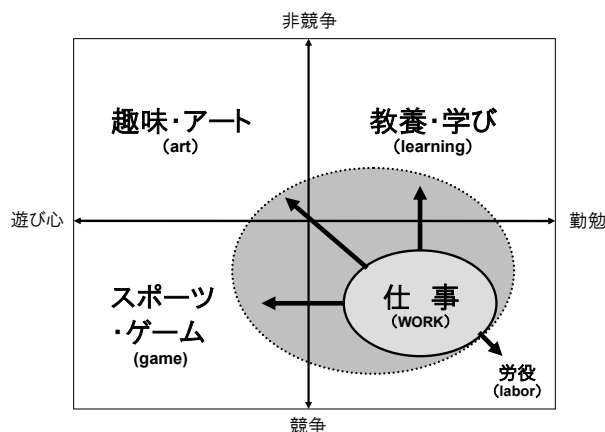 非競争
趣味・アート
（art）
教養・学び
（learning）
遊び心
勤勉
スポーツ
・ゲーム
(game)
仕　事
（WORK）
労役
（labor）
競争